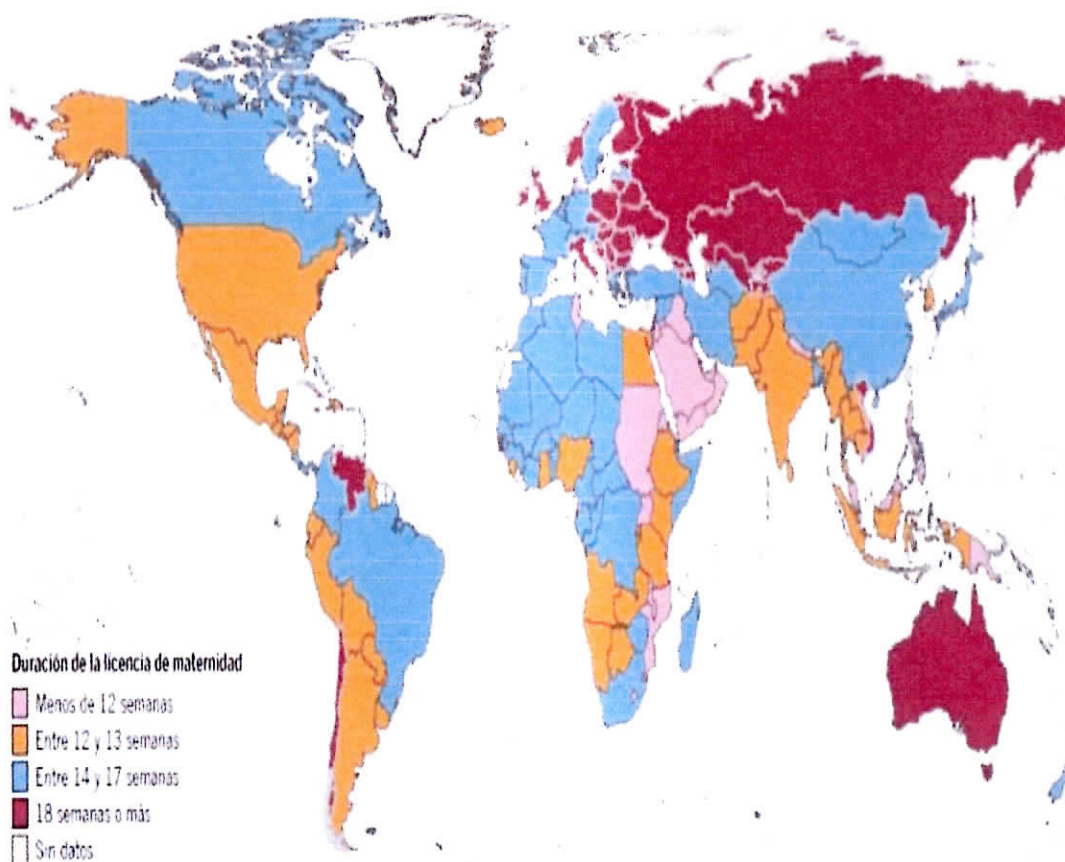 Duración de la licencia de maternidad
Menos de 12 semanas
Entre 12 y 13 semanas
Entre 14 y 17 semanas
18 semanas o más
Sin datos